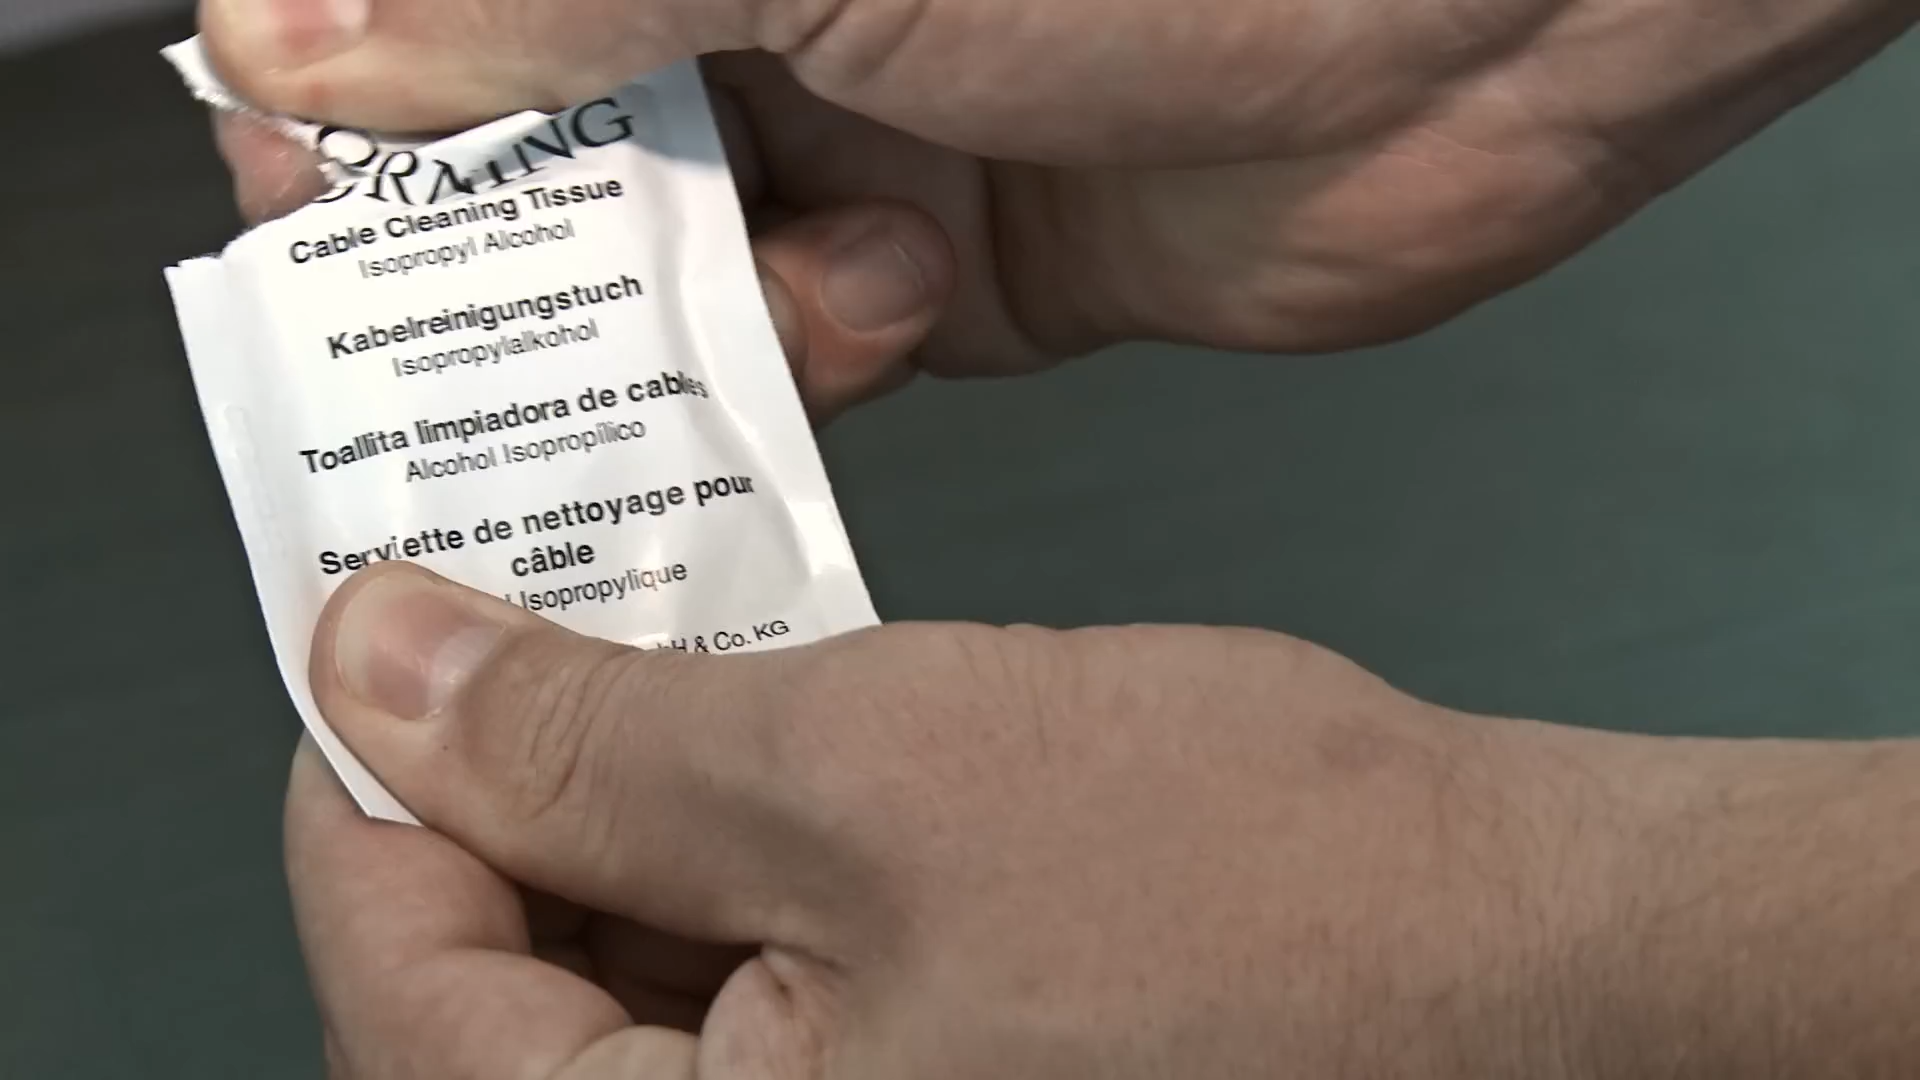 ORNING
Cable Cleaning Tissue
Isopropyl Alcohol
Kabelreinigungstuch
Isopropylalkohol
Toallita limpiadora de cables
Alcohol Isopropílico
Serviette de nettoyage pour
câble
Isopropylique
& Co. KG